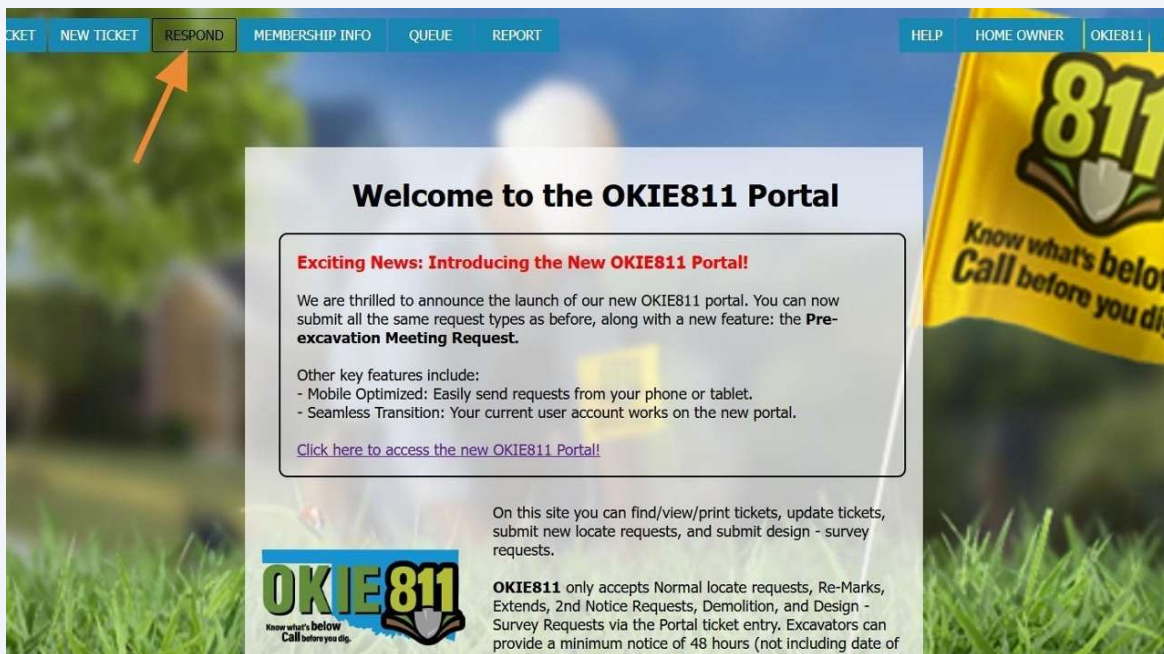 CKET NEW TICKET RESPOND MEMBERSHIP INFO QUEUE REPORT HELP HOME OWNER OKIE811
811
Know what's below
Call before you dig
Welcome to the OKIE811 Portal
Exciting News: Introducing the New OKIE811 Portal!
We are thrilled to announce the launch of our new OKIE811 portal. You can now
submit all the same request types as before, along with a new feature: the Pre-
excavation Meeting Request.
Other key features include:
- Mobile Optimized: Easily send requests from your phone or tablet.
- Seamless Transition: Your current user account works on the new portal.
Click here to access the new OKIE811 Portal!
On this site you can find/view/print tickets, update tickets,
submit new locate requests, and submit design - survey
requests.
OKIE811 only accepts Normal locate requests, Re-Marks,
Extends, 2nd Notice Requests, Demolition, and Design -
Survey Requests via the Portal ticket entry. Excavators can
provide a minimum notice of 48 hours (not including date of
OKIE 811
Know what's below
Call before you dig.